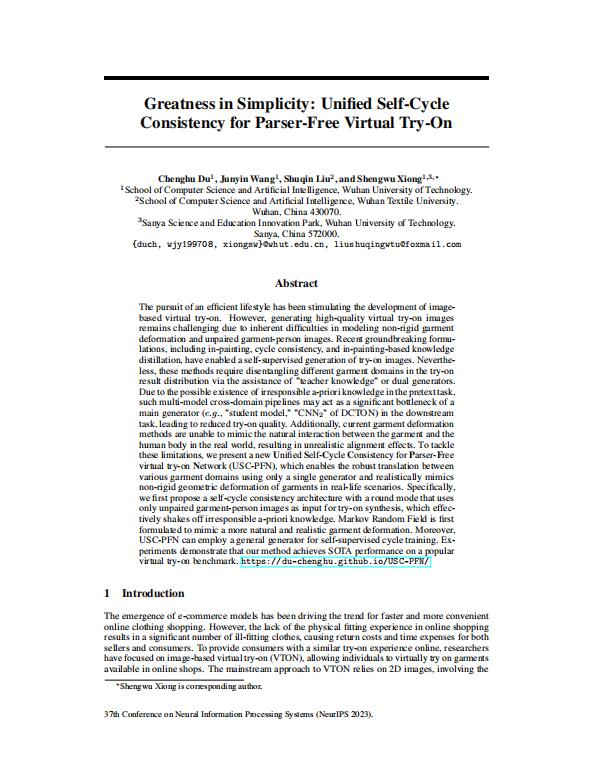 Greatness in Simplicity: Unified Self-Cycle
Consistency for Parser-Free Virtual Try-On
Chenghu Du¹, Junyin Wang¹, Shuqin Liu², and Shengwu Xiong¹,³,*
¹School of Computer Science and Artificial Intelligence, Wuhan University of Technology.
²School of Computer Science and Artificial Intelligence, Wuhan Textile University.
Wuhan, China 430070.
³Sanya Science and Education Innovation Park, Wuhan University of Technology.
Sanya, China 572000.
{duch, wjy199708, xiongsw}@whut.edu.cn, liushuqingwtu@foxmail.com
Abstract
The pursuit of an efficient lifestyle has been stimulating the development of image-
based virtual try-on. However, generating high-quality virtual try-on images
remains challenging due to inherent difficulties in modeling non-rigid garment
deformation and unpaired garment-person images. Recent groundbreaking formu-
lations, including in-painting, cycle consistency, and in-painting-based knowledge
distillation, have enabled a self-supervised generation of try-on images. Neverthe-
less, these methods require disentangling different garment domains in the try-on
result distribution via the assistance of "teacher knowledge" or dual generators.
Due to the possible existence of irresponsible a-priori knowledge in the pretext task,
such multi-model cross-domain pipelines may act as a significant bottleneck of a
main generator (e.g., "student model," "CNN₂" of DCTON) in the downstream
task, leading to reduced try-on quality. Additionally, current garment deformation
methods are unable to mimic the natural interaction between the garment and the
human body in the real world, resulting in unrealistic alignment effects. To tackle
these limitations, we present a new Unified Self-Cycle Consistency for Parser-Free
virtual try-on Network (USC-PFN), which enables the robust translation between
various garment domains using only a single generator and realistically mimics
non-rigid geometric deformation of garments in real-life scenarios. Specifically,
we first propose a self-cycle consistency architecture with a round mode that uses
only unpaired garment-person images as input for try-on synthesis, which effec-
tively shakes off irresponsible a-priori knowledge. Markov Random Field is first
formulated to mimic a more natural and realistic garment deformation. Moreover,
USC-PFN can employ a general generator for self-supervised cycle training. Ex-
periments demonstrate that our method achieves SOTA performance on a popular
virtual try-on benchmark. https://du-chenghu.github.io/USC-PFN/
1 Introduction
The emergence of e-commerce models has been driving the trend for faster and more convenient
online clothing shopping. However, the lack of the physical fitting experience in online shopping
results in a significant number of ill-fitting clothes, causing return costs and time expenses for both
sellers and consumers. To provide consumers with a similar try-on experience online, researchers
have focused on image-based virtual try-on (VTON), allowing individuals to virtually try on garments
available in online shops. The mainstream approach to VTON relies on 2D images, involving the
*Shengwu Xiong is corresponding author.
37th Conference on Neural Information Processing Systems (NeurIPS 2023).